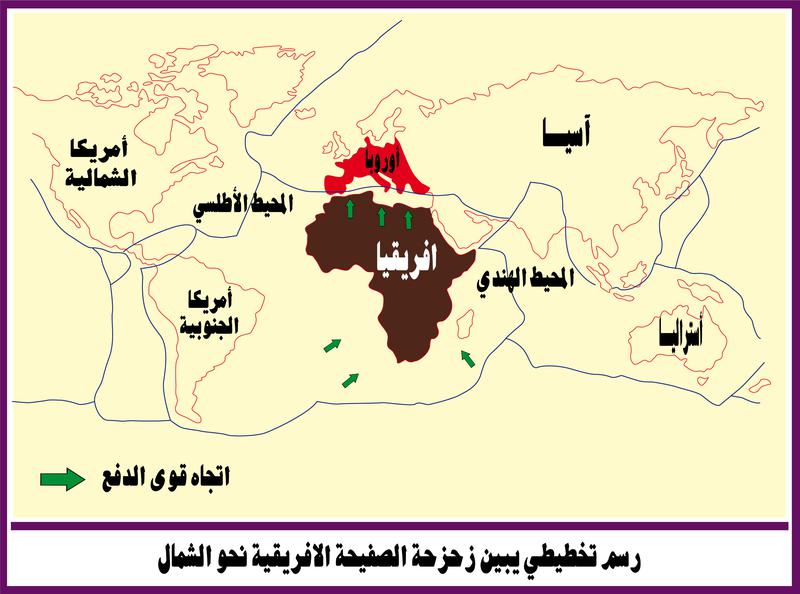 آسيا
أوروبا
أمريكا
الشمالية
المحيط الأطلسي
افريقيا
المحيط الهندي
أمريكا
الجنوبية
أستراليا
اتجاه قوى الدفع
رسم تخطيطي يبين زحزحة الصفيحة الافريقية نحو الشمال